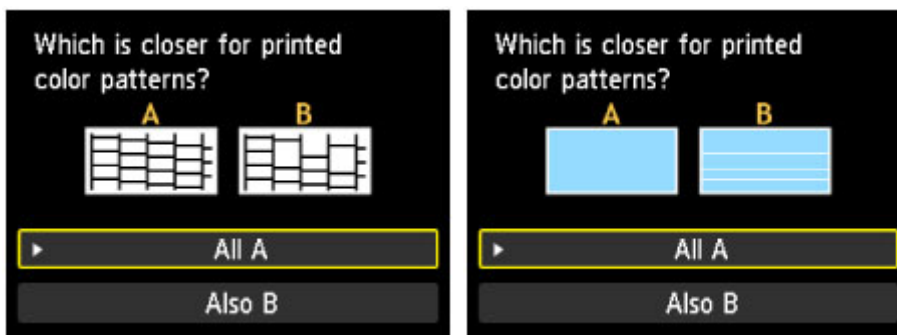 Which is closer for printed
color patterns?
A B
All A
Also B
Which is closer for printed
color patterns?
A B
All A
Also B